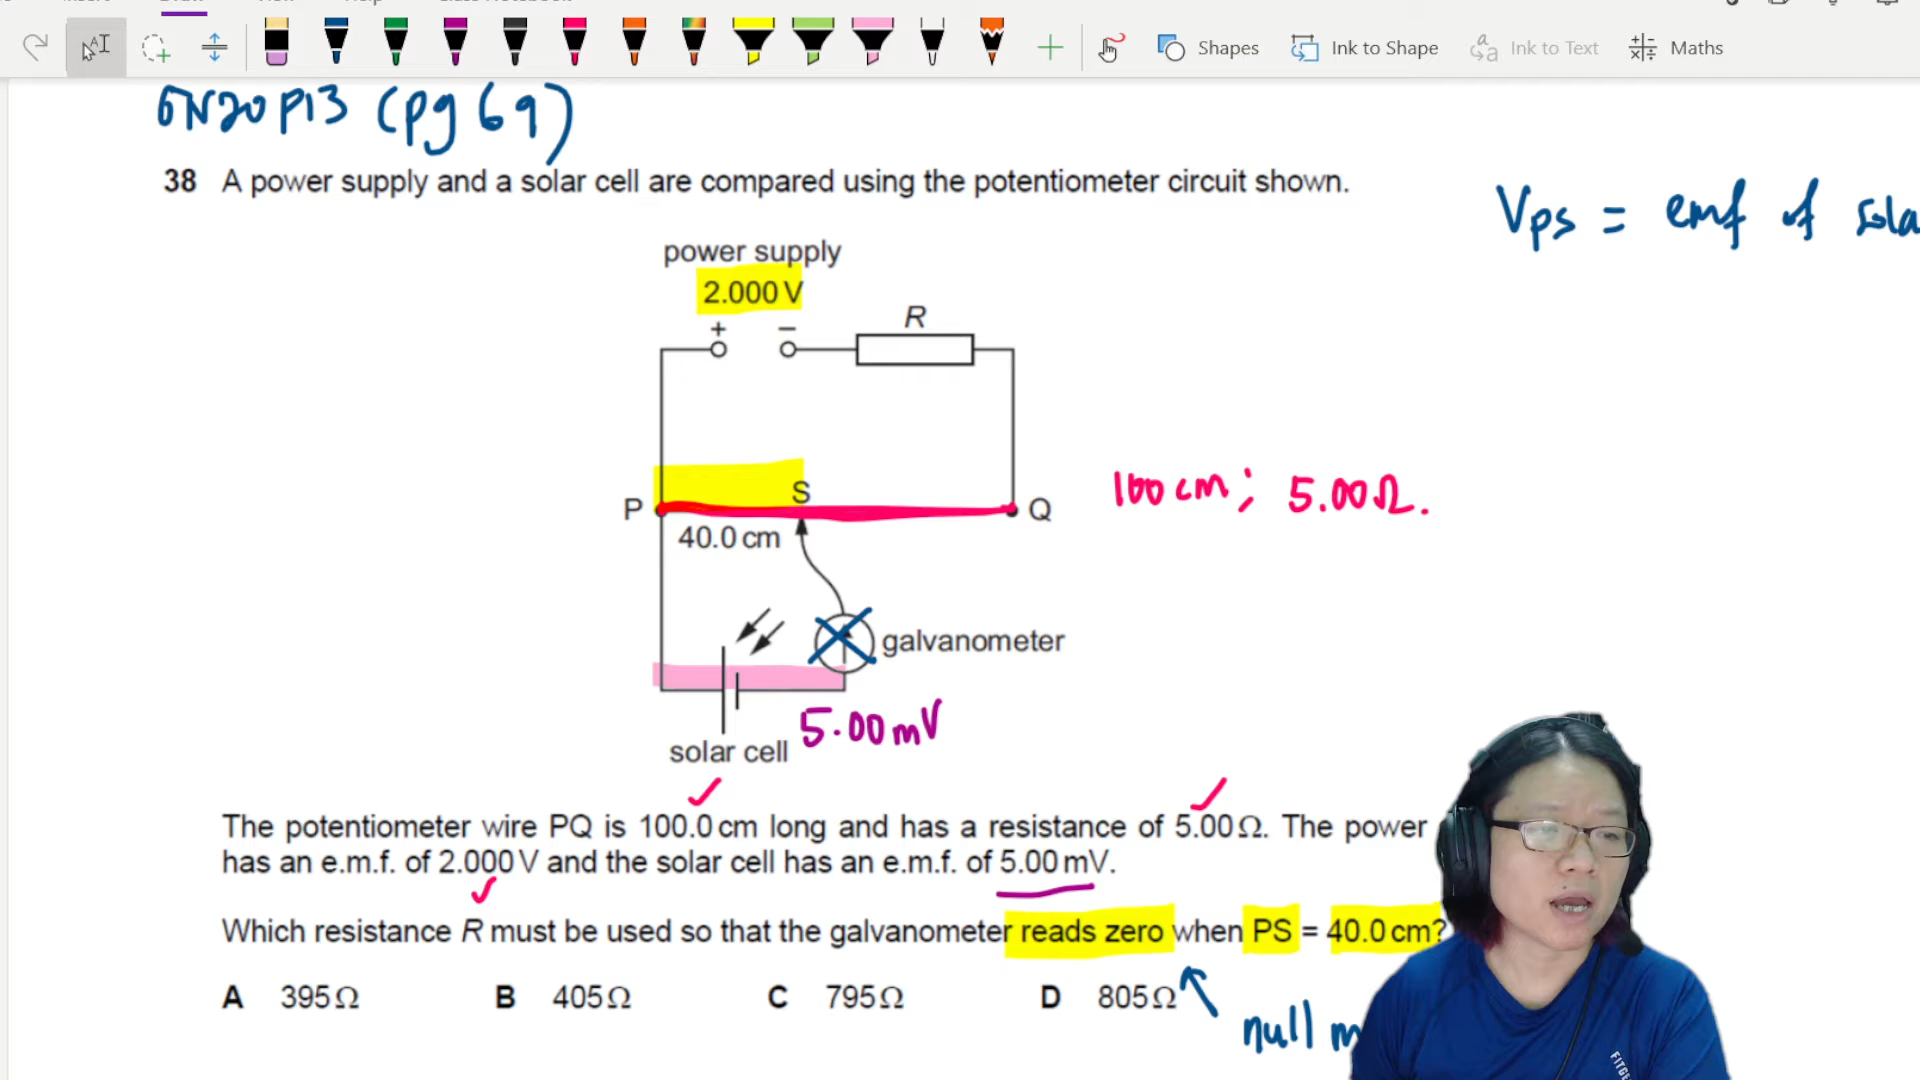 Shapes
Ink to Shape
Ink to Text
Maths
(pg 69)
38 A power supply and a solar cell are compared using the potentiometer circuit shown.
Vps = emf of sola
power supply
2.000 V
+ −
R
P
S
Q
100 cm; 5.00Ω.
40.0 cm
galvanometer
5.00 mV
solar cell
The potentiometer wire PQ is 100.0 cm long and has a resistance of 5.00 Ω. The power
has an e.m.f. of 2.000 V and the solar cell has an e.m.f. of 5.00 mV.
Which resistance R must be used so that the galvanometer reads zero when PS = 40.0 cm?
A 395 Ω B 405 Ω C 795 Ω D 805 Ω
null m